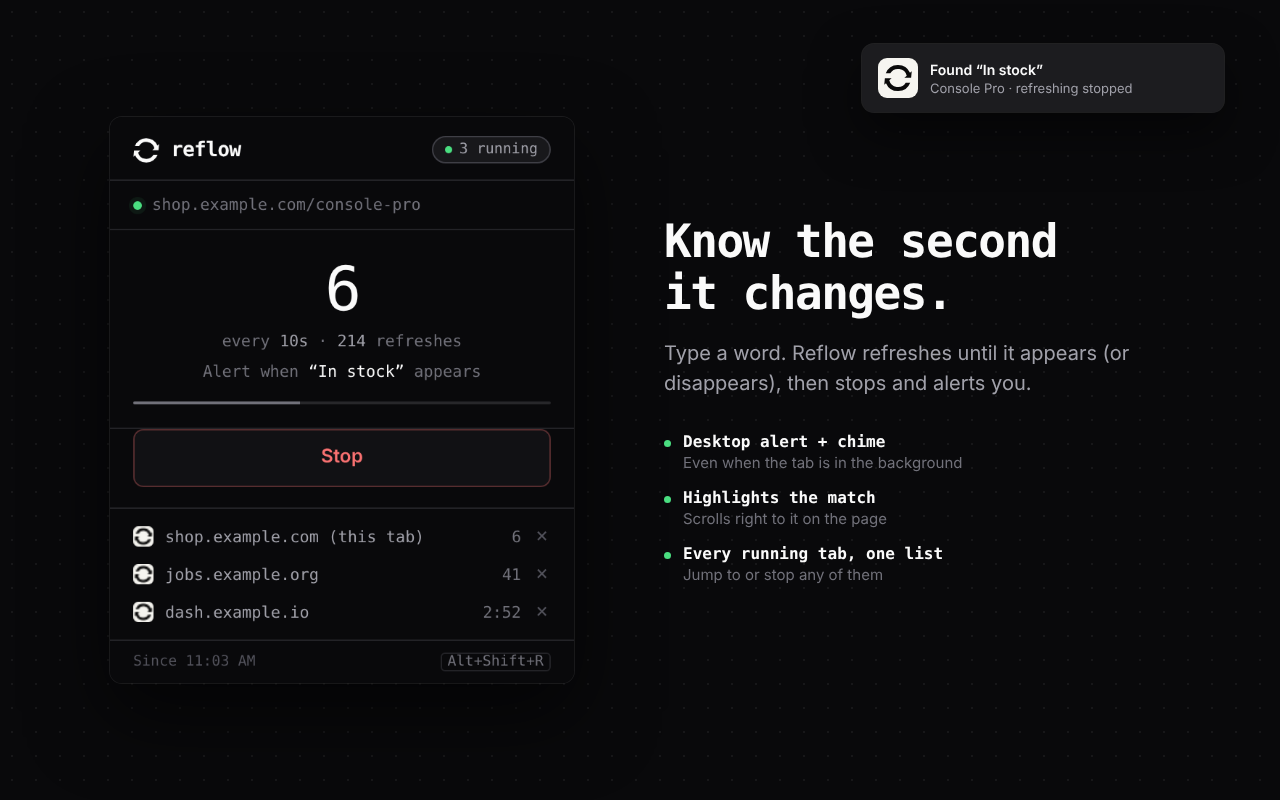 Found “In stock”
Console Pro · refreshing stopped
reflow
3 running
shop.example.com/console-pro
6
every 10s · 214 refreshes
Alert when “In stock” appears
Stop
shop.example.com (this tab) 6 ×
jobs.example.org 41 ×
dash.example.io 2:52 ×
Since 11:03 AM
Alt+Shift+R
Know the second
it changes.
Type a word. Reflow refreshes until it appears (or
disappears), then stops and alerts you.
Desktop alert + chime
Even when the tab is in the background
Highlights the match
Scrolls right to it on the page
Every running tab, one list
Jump to or stop any of them